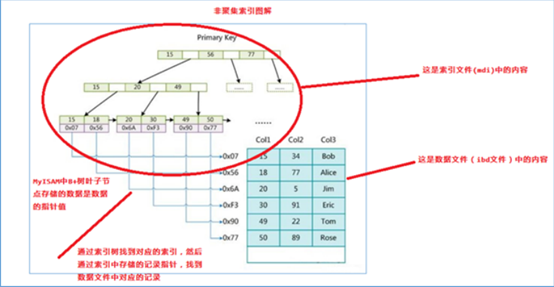 非聚集索引图解
Primary Key
15 56 77
15 20 49
...... ......
15 18 20 30 49 50
0x07 0x56 0x6A 0xF3 0x90 0x77
......
这是索引文件(mdi)中的内容
Col1 Col2 Col3
0x07 15 34 Bob
0x56 18 77 Alice
0x6A 20 5 Jim
0xF3 30 91 Eric
0x90 49 22 Tom
0x77 50 89 Rose
这是数据文件（ibd文件）中的内容
MyISAM中B+树叶子节
点存储的数据是数据
的指针值
通过索引树找到对应的索引，然后
通过索引中存储的记录指针，找到
数据文件中对应的记录